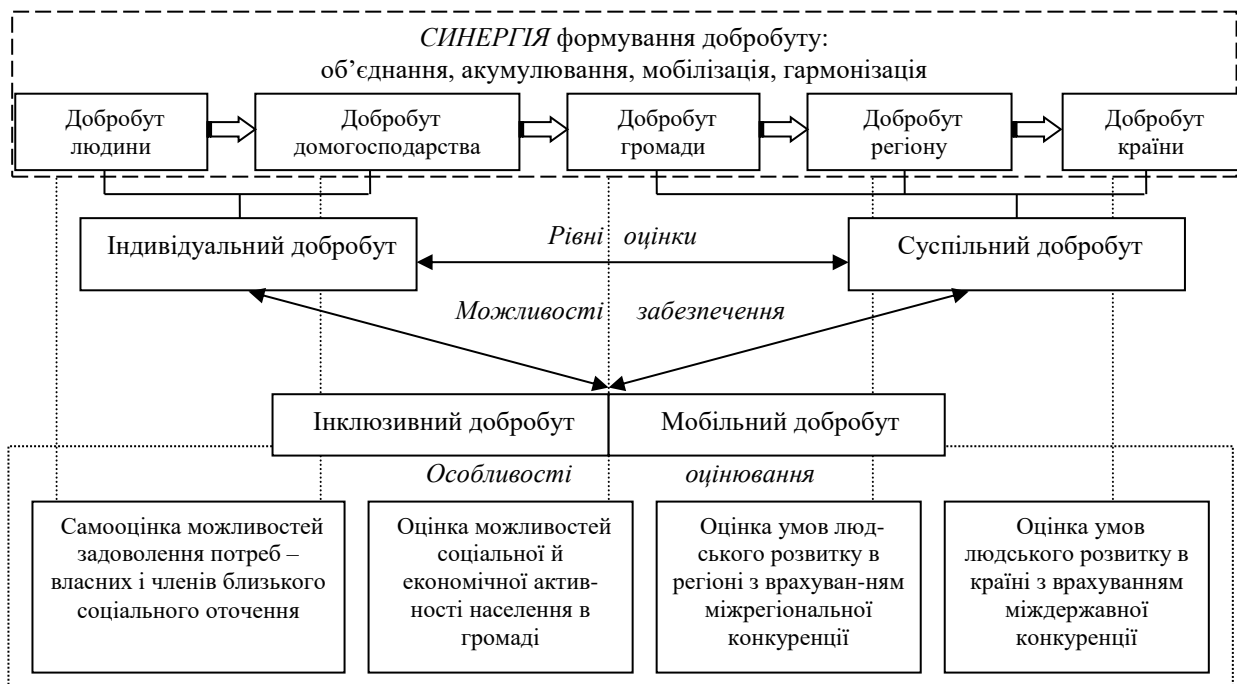 СИНЕРГІЯ формування добробуту:
об’єднання, акумулювання, мобілізація, гармонізація
Добробут
людини
Добробут
домогосподарства
Добробут
громади
Добробут
регіону
Добробут
країни
Індивідуальний добробут
Рівні оцінки
Суспільний добробут
Можливості забезпечення
Інклюзивний добробут
Мобільний добробут
Особливості оцінювання
Самооцінка можливостей
задоволення потреб –
власних і членів близького
соціального оточення
Оцінка можливостей
соціальної й
економічної актив-
ності населення в
громаді
Оцінка умов люд-
ського розвитку в
регіоні з врахуван-ням
міжрегіональної
конкуренції
Оцінка умов
людського розвитку в
країні з врахуванням
міждержавної
конкуренції